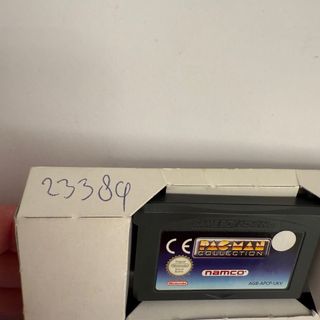 23384
CE
PAC-MAN
COLLECTION
Nintendo
namco
AGB-APCP-UKV